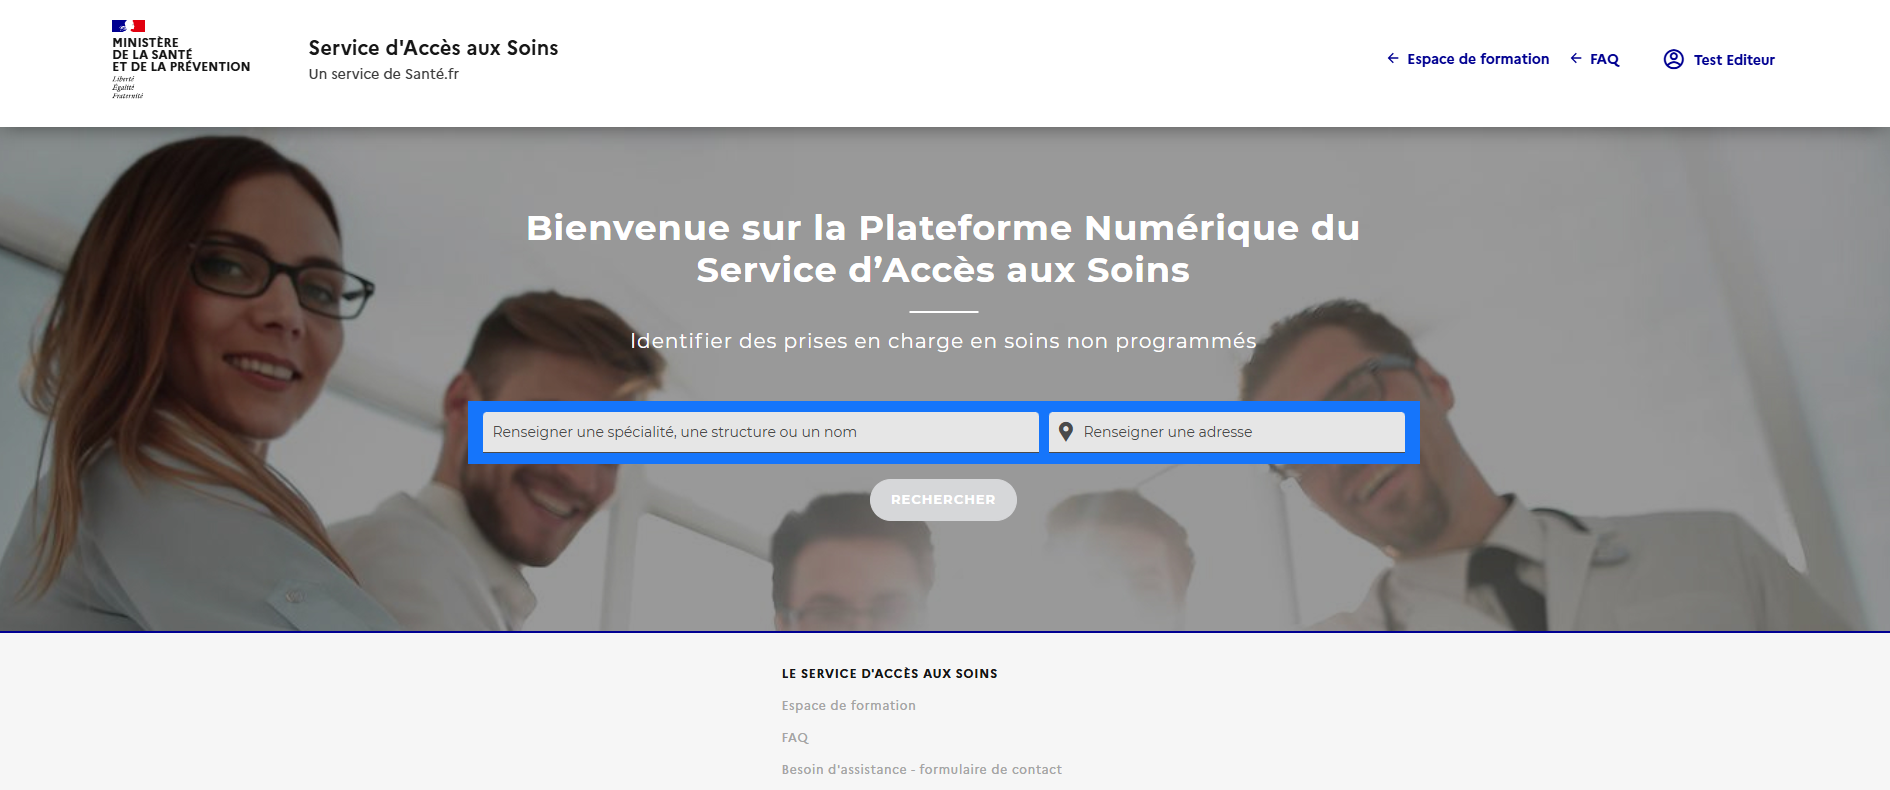 MINISTÈRE
DE LA SANTÉ
ET DE LA PRÉVENTION
Liberté
Égalité
Fraternité
Service d'Accès aux Soins
Un service de Santé.fr
Espace de formation
FAQ
Test Editeur
Bienvenue sur la Plateforme Numérique du
Service d’Accès aux Soins
Identifier des prises en charge en soins non programmés
Renseigner une spécialité, une structure ou un nom
Renseigner une adresse
RECHERCHER
LE SERVICE D'ACCÈS AUX SOINS
Espace de formation
FAQ
Besoin d'assistance - formulaire de contact